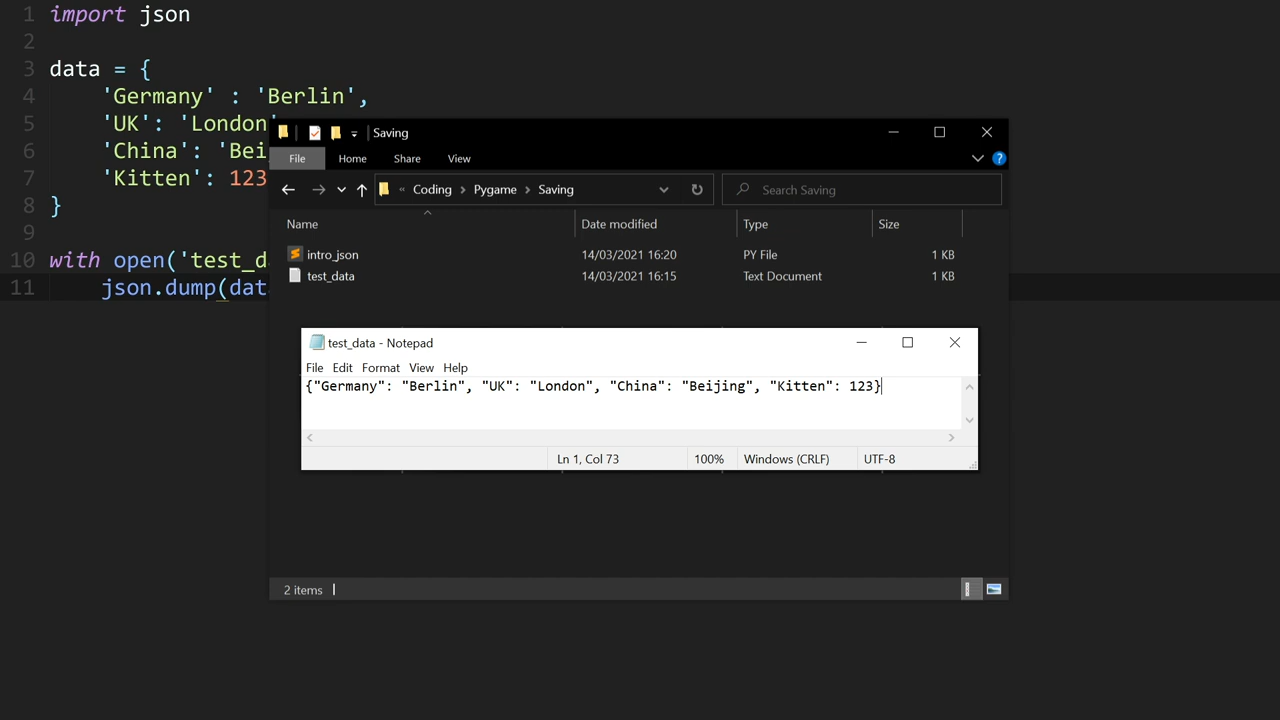 1 import json
2
3 data = {
4 'Germany' : 'Berlin',
5 'UK': 'London'
6 'China': 'Bei
7 'Kitten': 123
8 }
9
10 with open('test_d
11 json.dump(dat
Saving
File Home Share View
« Coding > Pygame > Saving
Search Saving
Name Date modified Type Size
intro_json 14/03/2021 16:20 PY File 1 KB
test_data 14/03/2021 16:15 Text Document 1 KB
test_data - Notepad
File Edit Format View Help
{"Germany": "Berlin", "UK": "London", "China": "Beijing", "Kitten": 123}
Ln 1, Col 73 100% Windows (CRLF) UTF-8
2 items